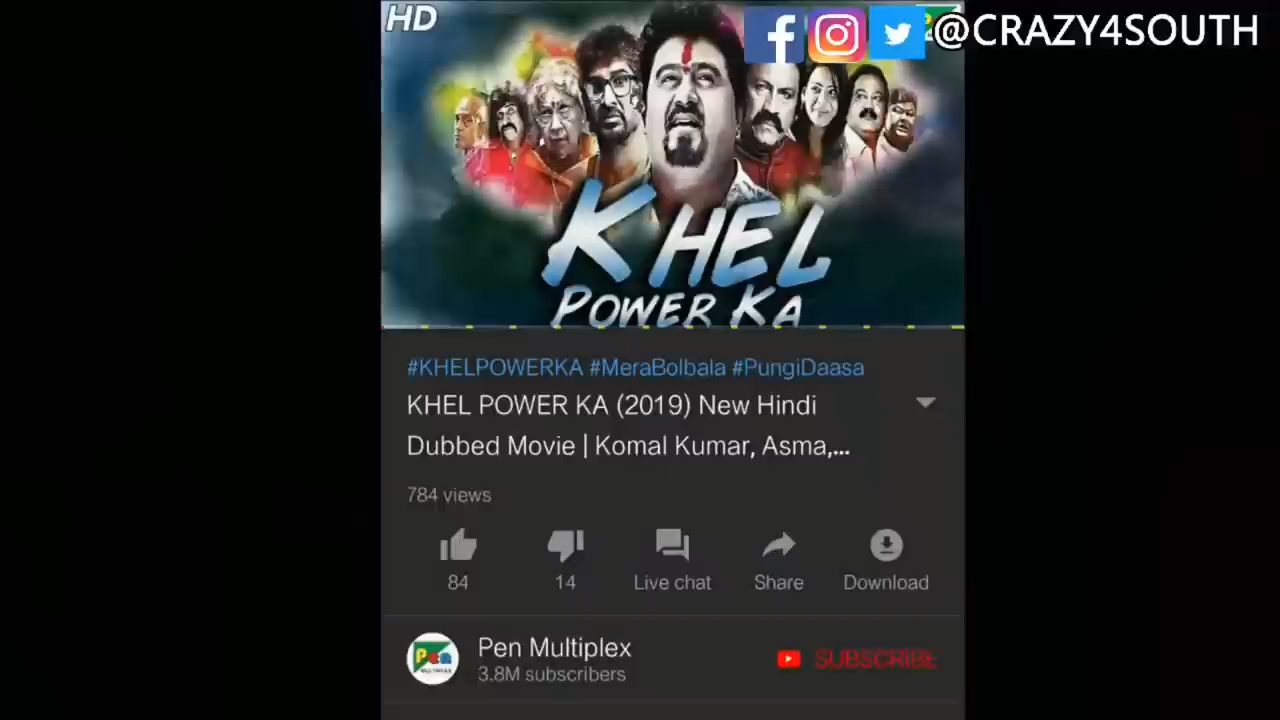 HD
@CRAZY4SOUTH
KHEL
POWER KA
#KHELPOWERKA #MeraBolbala #PungiDaasa
KHEL POWER KA (2019) New Hindi
Dubbed Movie | Komal Kumar, Asma,...
784 views
84
14
Live chat
Share
Download
Pen
Pen Multiplex
SUBSCRIBE
3.8M subscribers